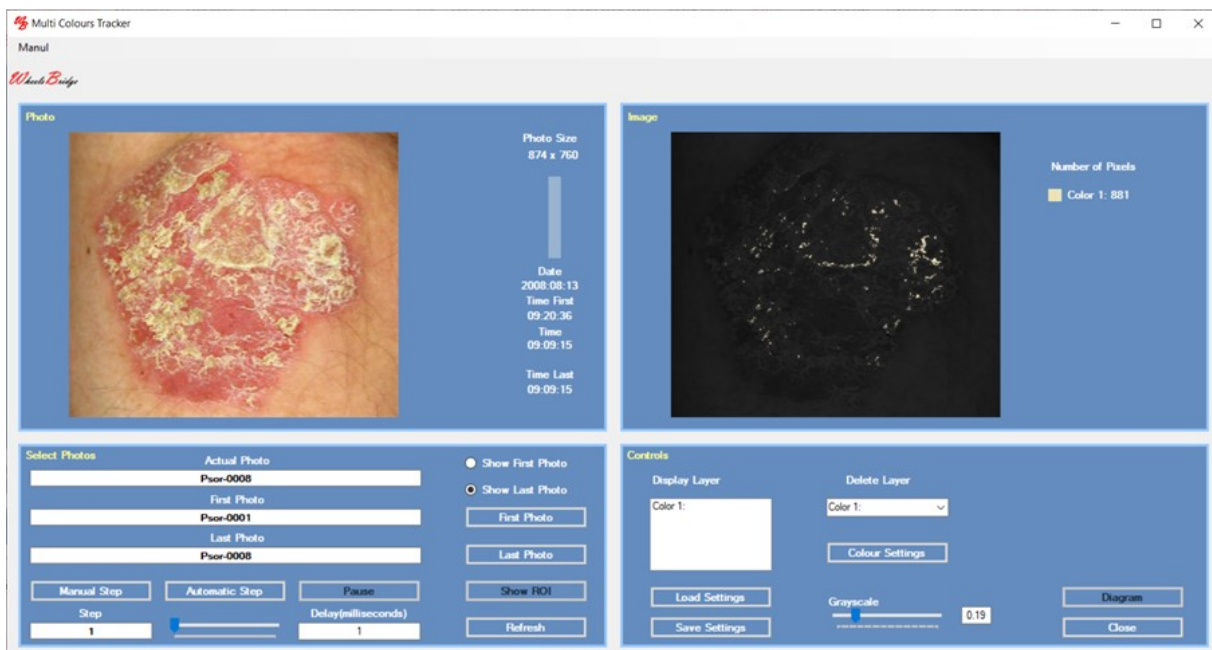 Multi Colours Tracker
Manul
WheelsBridge
Photo
Photo Size
874 x 760
Date
2008:08:13
Time First
09:20:36
Time
09:09:15
Time Last
09:09:15
Image
Number of Pixels
Color 1: 881
Select Photos
Actual Photo
Psor-0008
First Photo
Psor-0001
Last Photo
Psor-0008
Show First Photo
Show Last Photo
First Photo
Last Photo
Manual Step
Automatic Step
Pause
Show ROI
Step
1
Delay(milliseconds)
1
Refresh
Controls
Display Layer
Color 1:
Delete Layer
Color 1:
Colour Settings
Load Settings
Save Settings
Grayscale
0.19
Diagram
Close